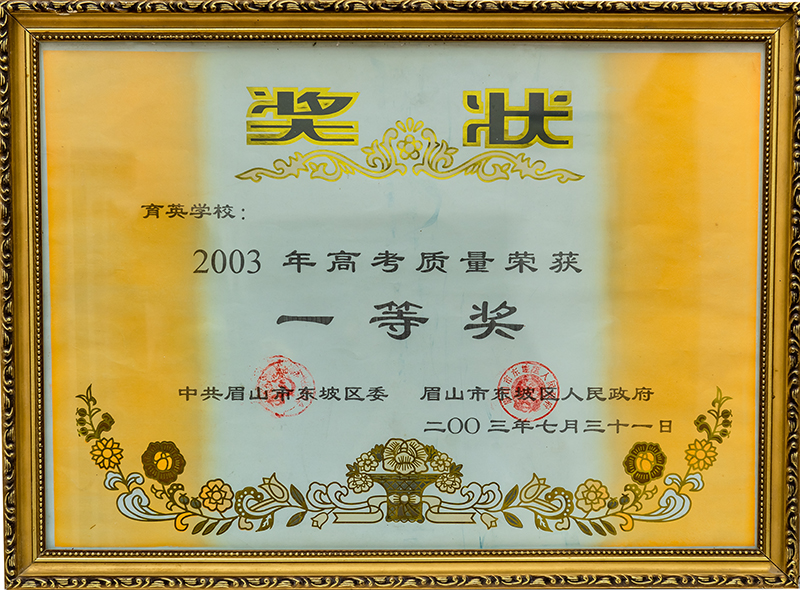 奖状
育英学校：
2003 年高考质量荣获
一等奖
中共眉山市东坡区委 眉山市东坡区人民政府
二〇〇三年七月三十一日